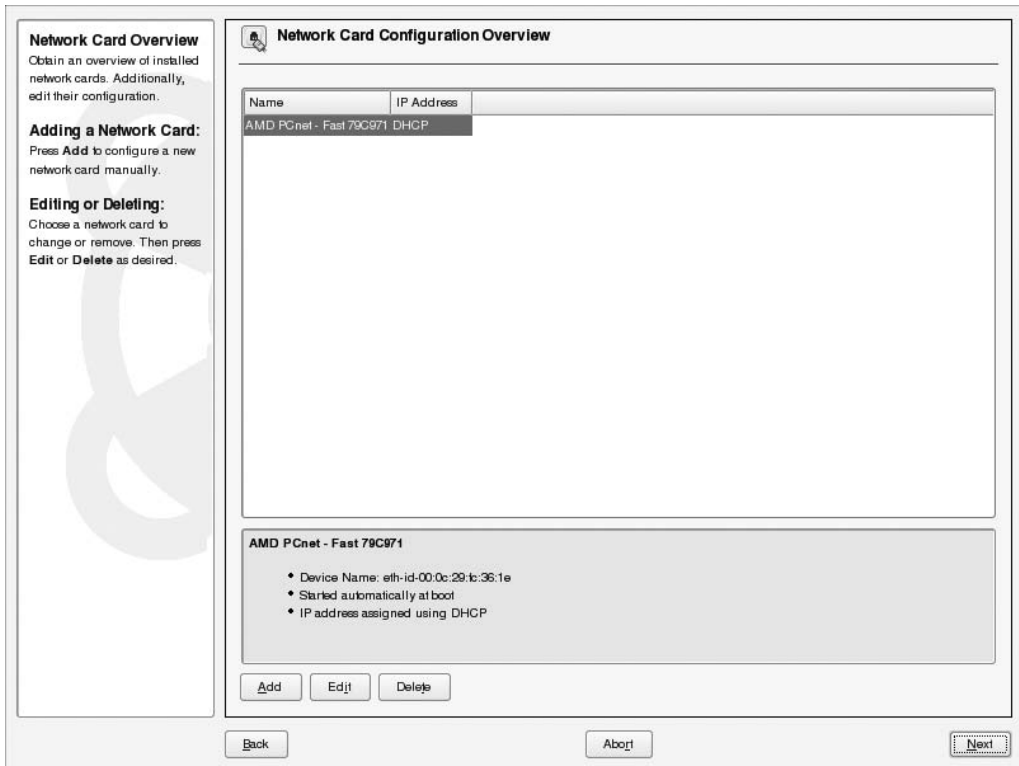 Network Card Overview
Obtain an overview of installed
network cards. Additionally,
edit their configuration.
Adding a Network Card:
Press Add to configure a new
network card manually.
Editing or Deleting:
Choose a network card to
change or remove. Then press
Edit or Delete as desired.
Network Card Configuration Overview
Name IP Address
AMD PCnet - Fast 79C971 DHCP
AMD PCnet - Fast 79C971
• Device Name: eth-id-00:0c:29:fc:36:1e
• Started automatically at boot
• IP address assigned using DHCP
Add Edit Delete
Back Abort Next